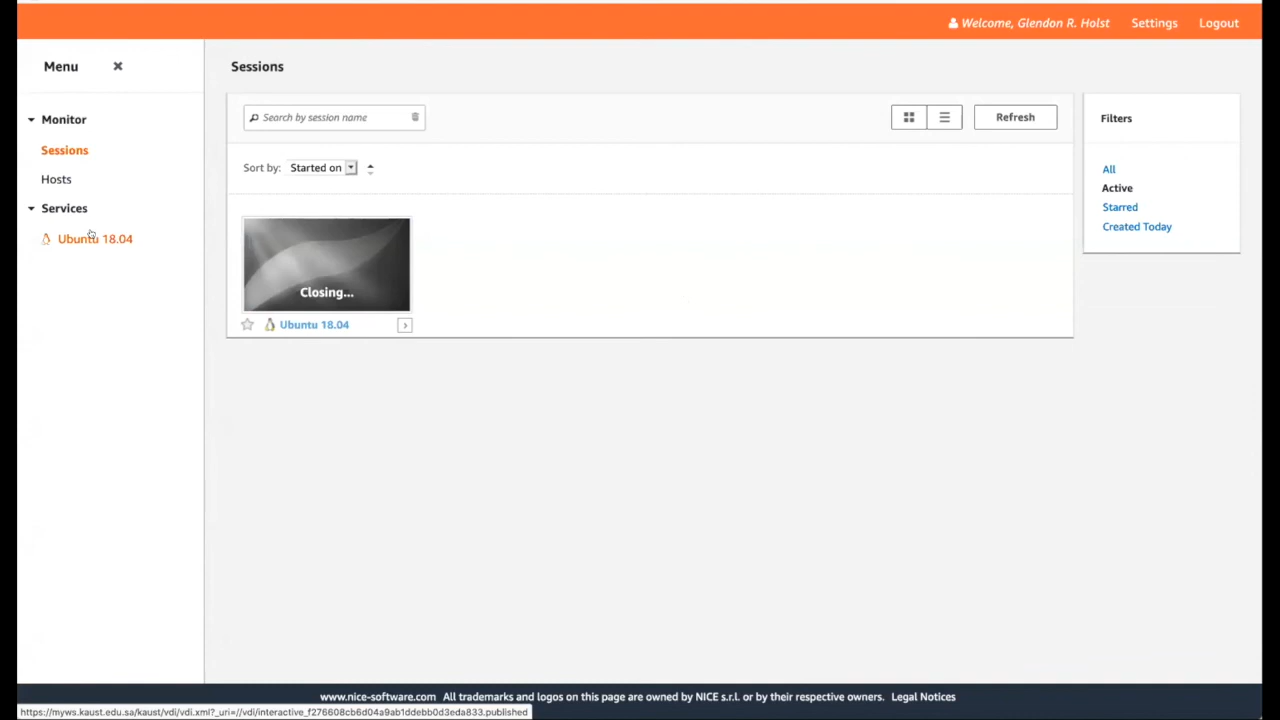 Welcome, Glendon R. Holst Settings Logout
Menu
Sessions
Monitor
Sessions
Hosts
Services
Ubuntu 18.04
Search by session name
Refresh
Sort by: Started on
Closing...
Ubuntu 18.04
Filters
All
Active
Starred
Created Today
www.nice-software.com All trademarks and logos on this page are owned by NICE s.r.l. or by their respective owners. Legal Notices
https://myws.kaust.edu.sa/kaust/vdi/vdi.xml?_uri=//vdi/interactive_f276608cb6d04a9ab1ddebb0d3eda833.published